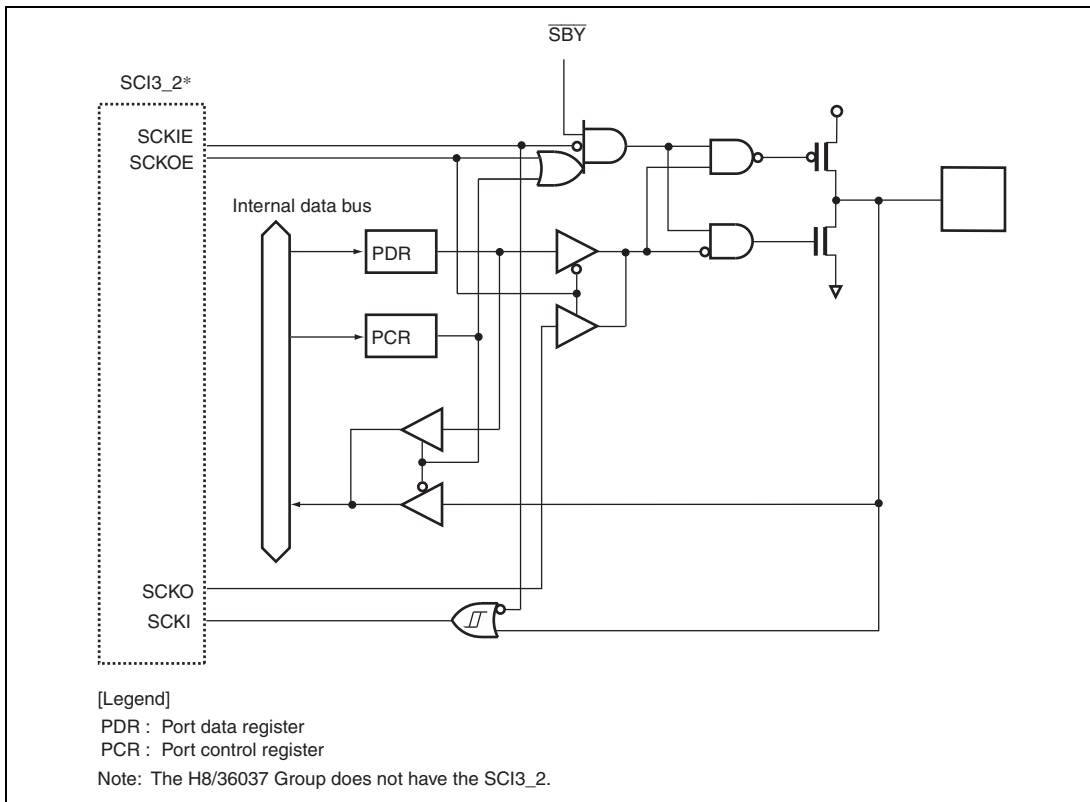 SBY
SCI3_2*
SCKIE
SCKOE
Internal data bus
PDR
PCR
SCKO
SCKI
[Legend]
PDR : Port data register
PCR : Port control register
Note: The H8/36037 Group does not have the SCI3_2.